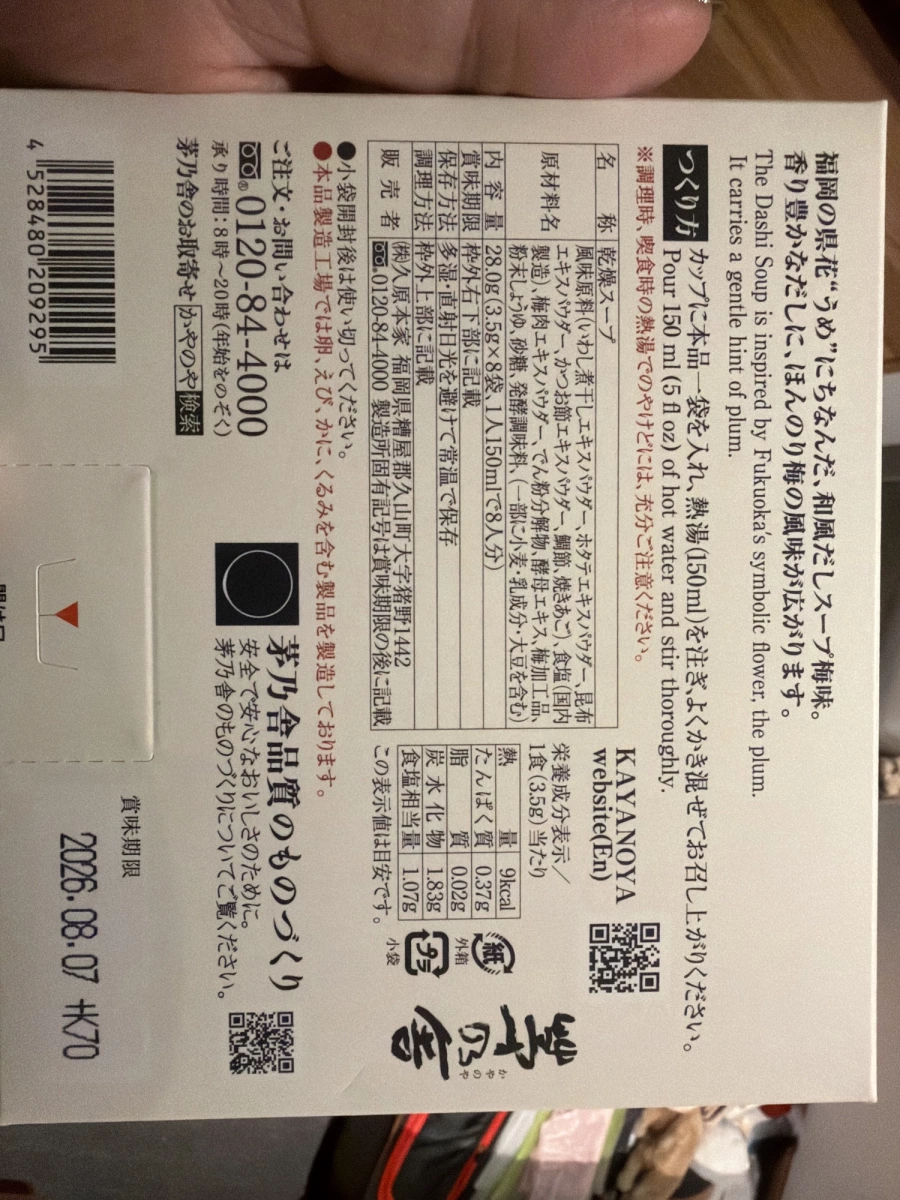 福岡の県花“うめ”にちなんだ、和風だしスープ梅味。
香り豊かなだしに、ほんのり梅の風味が広がります。
The Dashi Soup is inspired by Fukuoka's symbolic flower, the plum.
It carries a gentle hint of plum.
つくり方 カップに本品一袋を入れ、熱湯(150ml)を注ぎ、よくかき混ぜてお召し上がりください。
Pour 150 ml (5 fl oz) of hot water and stir thoroughly.
※調理時、喫食時の熱湯でのやけどには、充分ご注意ください。
名称 乾燥スープ
原材料名 風味原料(いわし煮干しエキスパウダー、ホタテエキスパウダー、昆布
エキスパウダー、かつお節エキスパウダー、鯛節、焼きあご)、食塩(国内
製造)、梅肉エキスパウダー、でん粉分解物、酵母エキス、梅加工品、
粉末しょうゆ、砂糖、発酵調味料、(一部に小麦・乳成分・大豆を含む)
内容量 28.0g(3.5g×8袋、1人150mlで8人分)
賞味期限 枠外右下部に記載
保存方法 多湿・直射日光を避けて常温で保存
調理方法 枠外上部に記載
販売者 ㈱久原本家 福岡県糟屋郡久山町大字猪野1442
0120-84-4000 製造所固有記号は賞味期限の後に記載
●小袋開封後は使い切ってください。
●本品製造工場では卵、えび、かに、くるみを含む製品を製造しております。
KAYANOYA
website(En)
栄養成分表示/
1食(3.5g)当たり
熱量 9kcal
たんぱく質 0.37g
脂質 0.02g
炭水化物 1.83g
食塩相当量 1.07g
この表示値は目安です。
紙
外箱
プラ
小袋
茅乃舎
かやのや
ご注文・お問い合わせは
® 0120-84-4000
承り時間:8時〜20時(年始をのぞく)
茅乃舎のお取寄せ かやのや 検索
茅乃舎品質のものづくり
安全で安心なおいしさのために。
茅乃舎のものづくりについてご覧ください。
4 528480 209295
賞味期限
2026.08.07 +K70
開け口